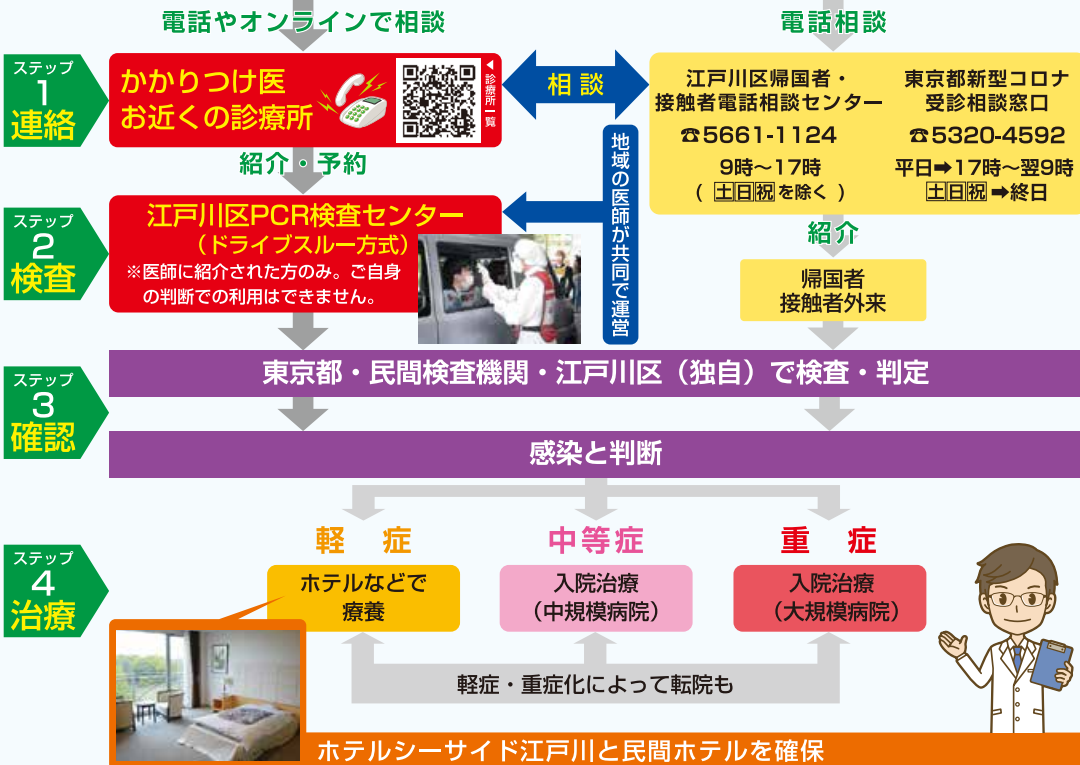 電話やオンラインで相談
電話相談
ステップ
1
連絡
かかりつけ医
お近くの診療所
◀診療所一覧
相談
江戸川区帰国者・
接触者電話相談センター
☎5661-1124
9時〜17時
( 土日祝を除く )
東京都新型コロナ
受診相談窓口
☎5320-4592
平日➡17時〜翌9時
土日祝➡終日
紹介・予約
地域の医師が共同で運営
ステップ
2
検査
江戸川区PCR検査センター
（ドライブスルー方式）
※医師に紹介された方のみ。ご自身
の判断での利用はできません。
紹介
帰国者
接触者外来
ステップ
3
確認
東京都・民間検査機関・江戸川区（独自）で検査・判定
感染と判断
ステップ
4
治療
軽 症
中等症
重 症
ホテルなどで
療養
入院治療
（中規模病院）
入院治療
（大規模病院）
軽症・重症化によって転院も
ホテルシーサイド江戸川と民間ホテルを確保